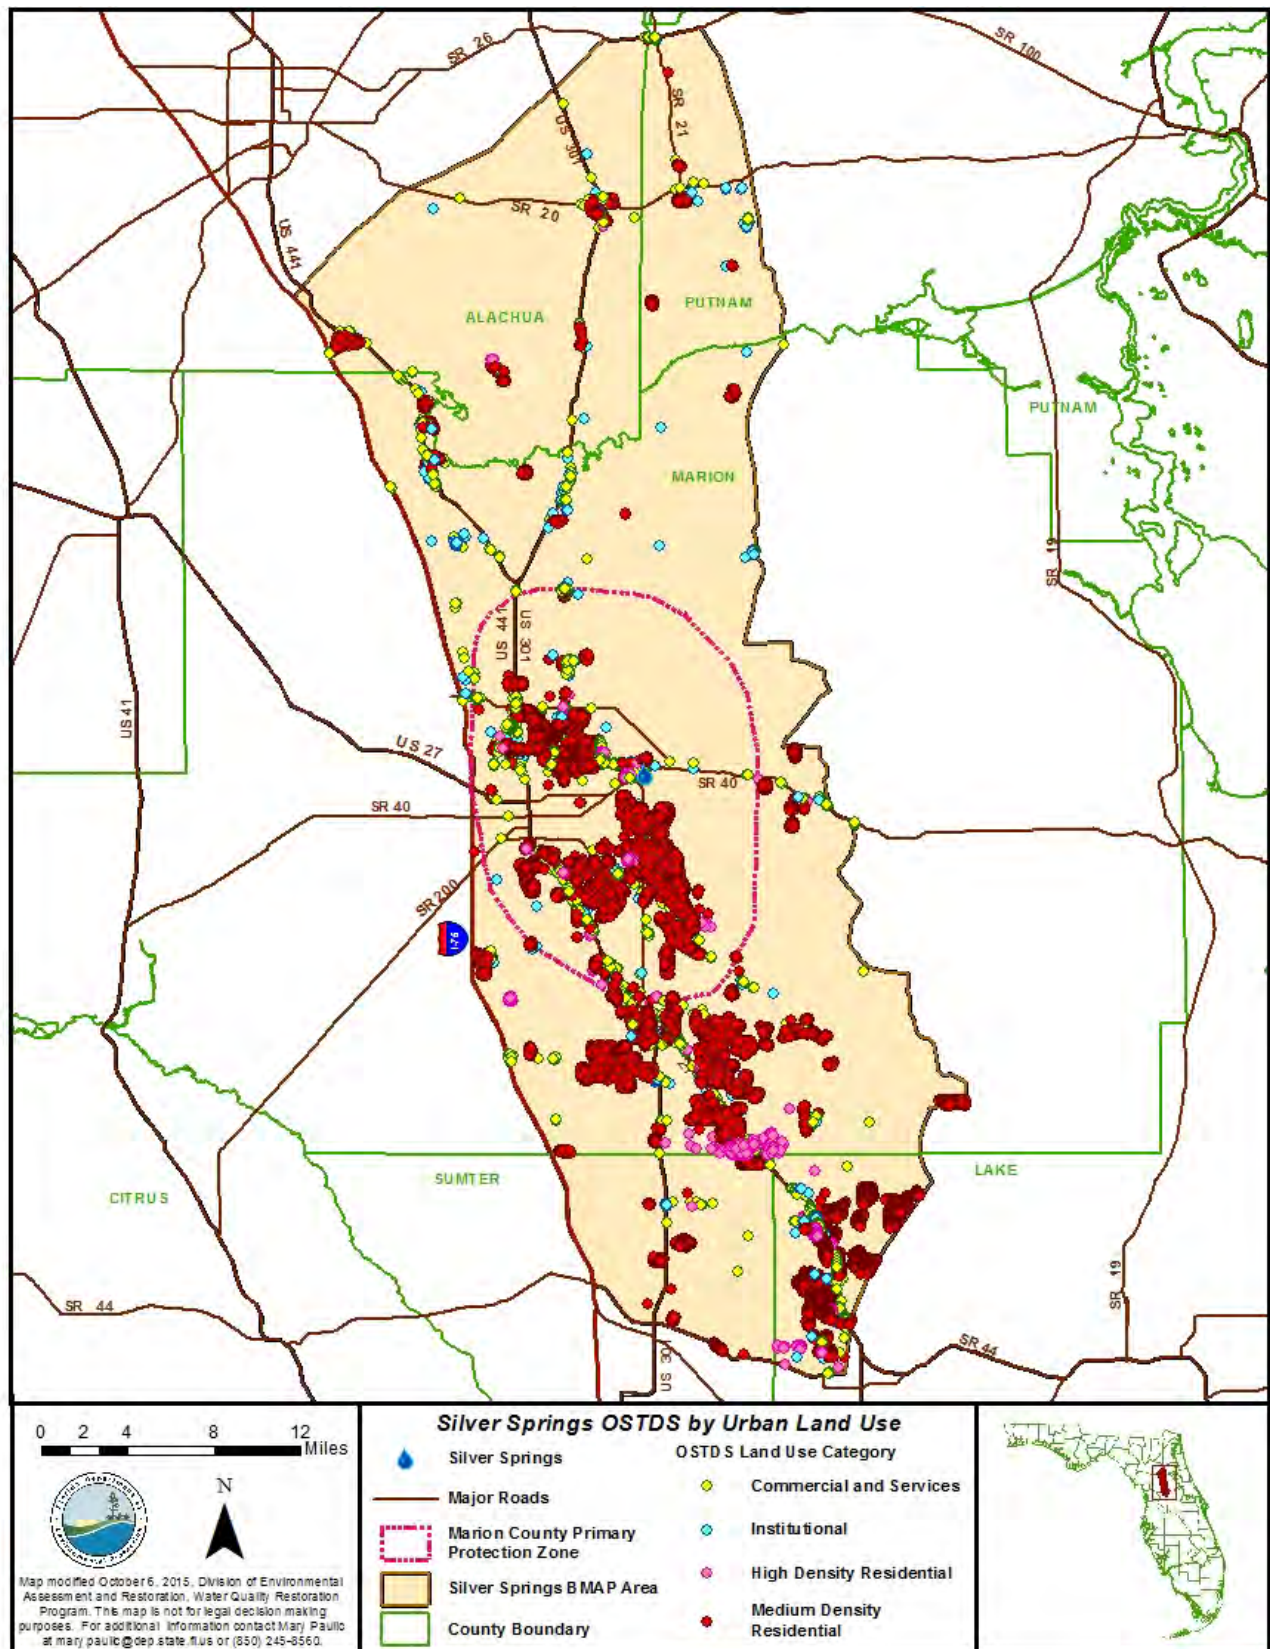 SR 26
SR 100
US 301
SR 21
SR 20
US 441
ALACHUA
PUTNAM
PUTNAM
MARION
SR 19
US 441
US 301
US 41
US 27
SR 40
SR 40
SR 200
I-75
SUMTER
LAKE
CITRUS
SR 19
SR 44
SR 44
US 301
0 2 4 8 12
Miles
N
Map modified October 6, 2015, Division of Environmental
Assessment and Restoration, Water Quality Restoration
Program. This map is not for legal decision making
purposes. For additional information contact Mary Paulic
at mary.paulic@dep.state.fl.us or (850) 245-8560.
Silver Springs OSTDS by Urban Land Use
Silver Springs
Major Roads
Marion County Primary
Protection Zone
Silver Springs BMAP Area
County Boundary
OSTDS Land Use Category
Commercial and Services
Institutional
High Density Residential
Medium Density
Residential